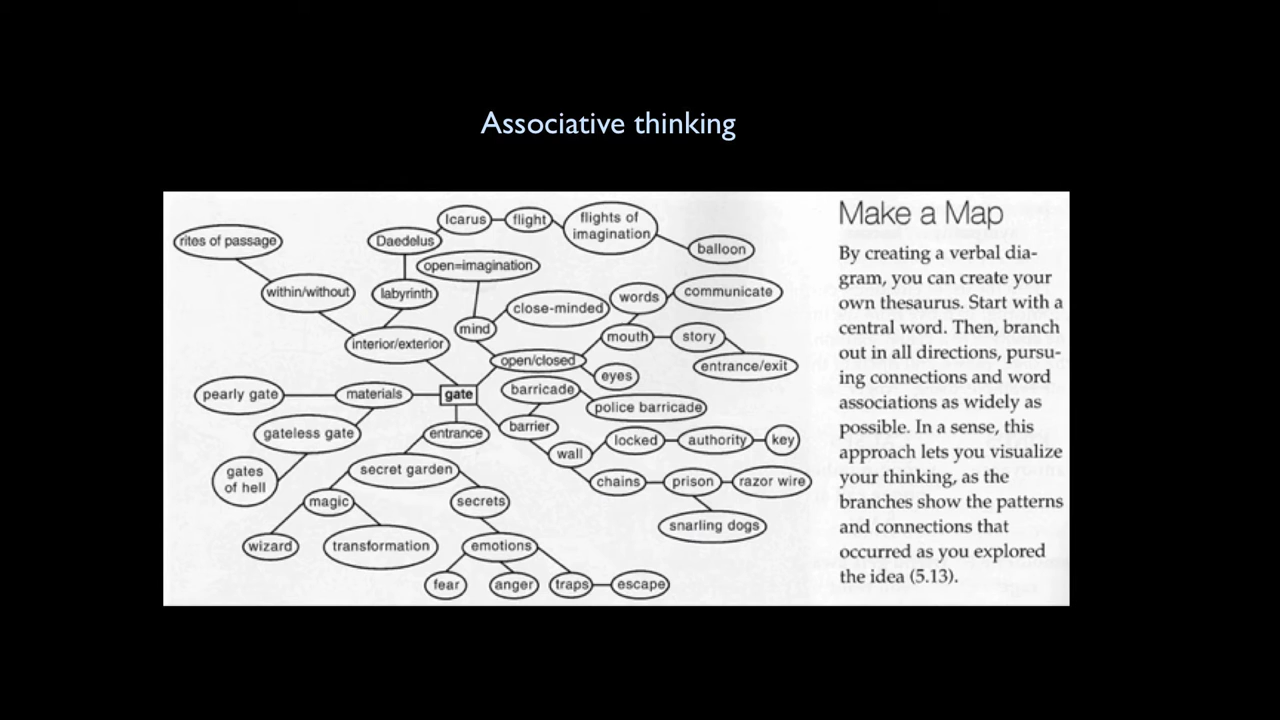 Associative thinking
Icarus
flight
flights of
imagination
balloon
rites of passage
Daedelus
open=imagination
within/without
labyrinth
close-minded
words
communicate
mind
mouth
story
interior/exterior
open/closed
entrance/exit
eyes
pearly gate
materials
gate
barricade
police barricade
gateless gate
entrance
barrier
locked
authority
key
wall
gates
of hell
secret garden
chains
prison
razor wire
magic
secrets
snarling dogs
wizard
transformation
emotions
fear
anger
traps
escape
Make a Map
By creating a verbal dia-
gram, you can create your
own thesaurus. Start with a
central word. Then, branch
out in all directions, pursu-
ing connections and word
associations as widely as
possible. In a sense, this
approach lets you visualize
your thinking, as the
branches show the patterns
and connections that
occurred as you explored
the idea (5.13).